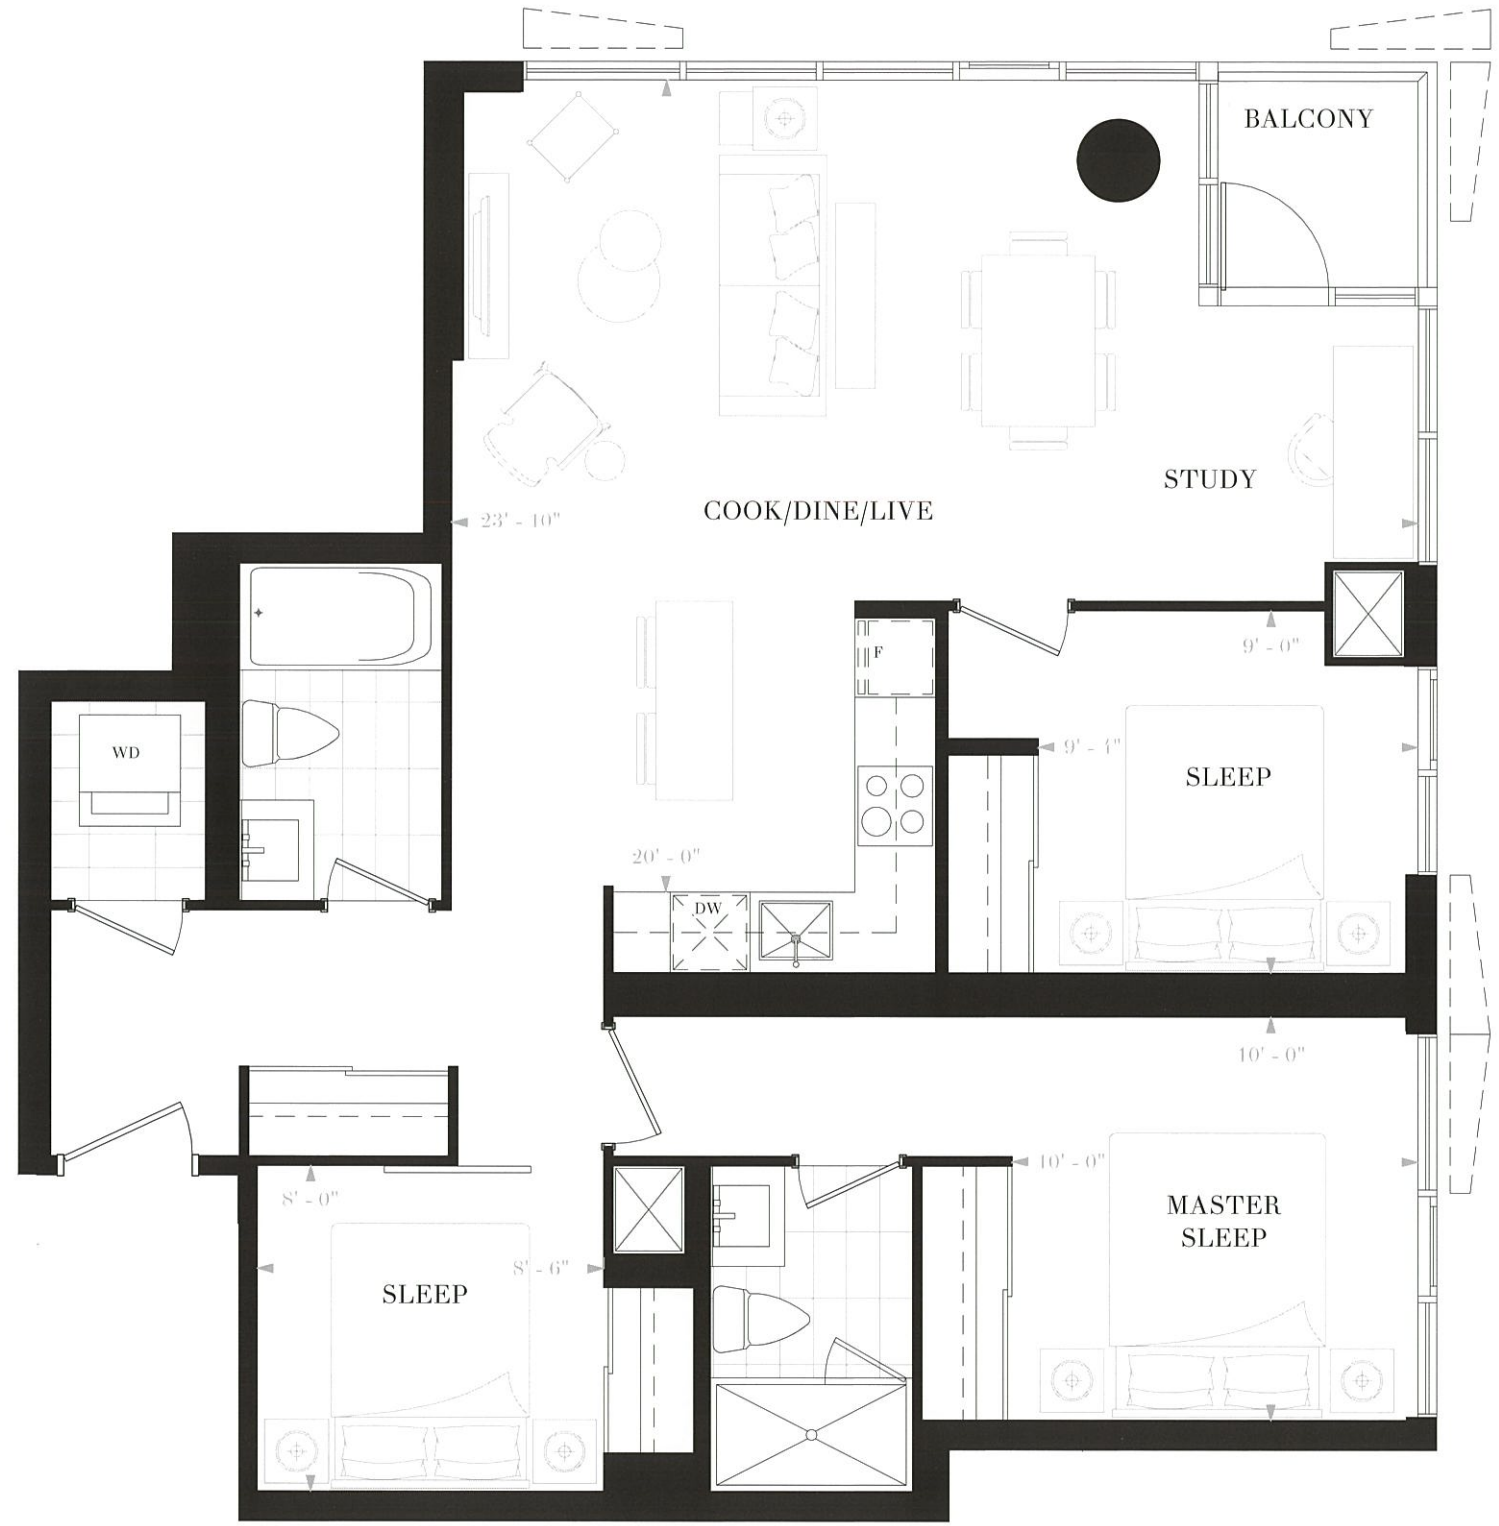 BALCONY
STUDY
COOK/DINE/LIVE
23' - 10"
F
9' - 0"
WD
9' - 4"
SLEEP
20' - 0"
DW
10' - 0"
10' - 0"
8' - 0"
MASTER
SLEEP
8' - 6"
SLEEP